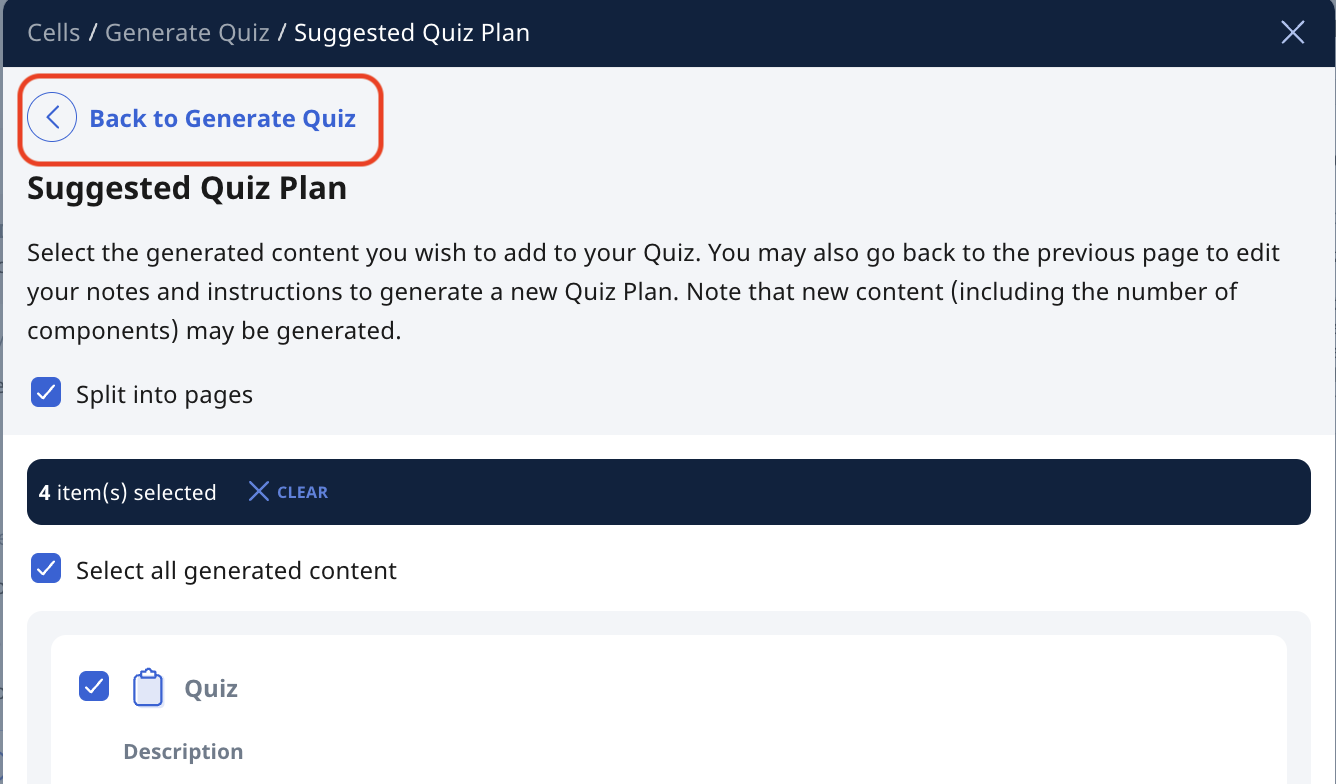 Cells / Generate Quiz / Suggested Quiz Plan
Back to Generate Quiz
Suggested Quiz Plan
Select the generated content you wish to add to your Quiz. You may also go back to the previous page to edit
your notes and instructions to generate a new Quiz Plan. Note that new content (including the number of
components) may be generated.
Split into pages
4 item(s) selected CLEAR
Select all generated content
Quiz
Description